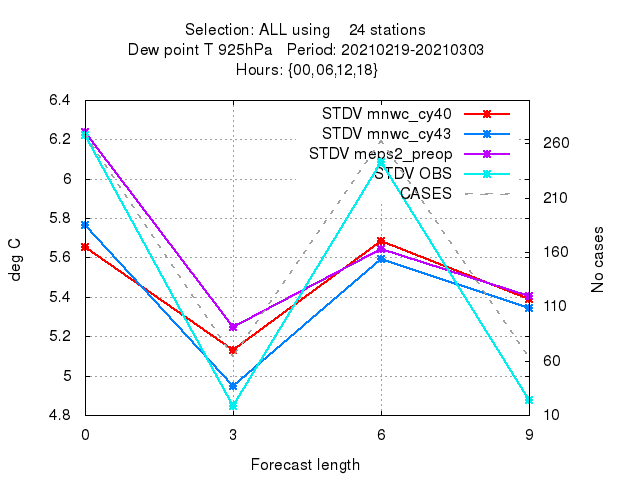 Selection: ALL using    24 stations
Dew point T 925hPa   Period: 20210219-20210303
Hours: {00,06,12,18}
STDV mnwc_cy40
STDV mnwc_cy43
STDV meps2_preop
STDV OBS
CASES
6.4
6.2
6
5.8
5.6
5.4
5.2
5
4.8
deg C
260
210
160
110
60
10
No cases
0 3 6 9
Forecast length